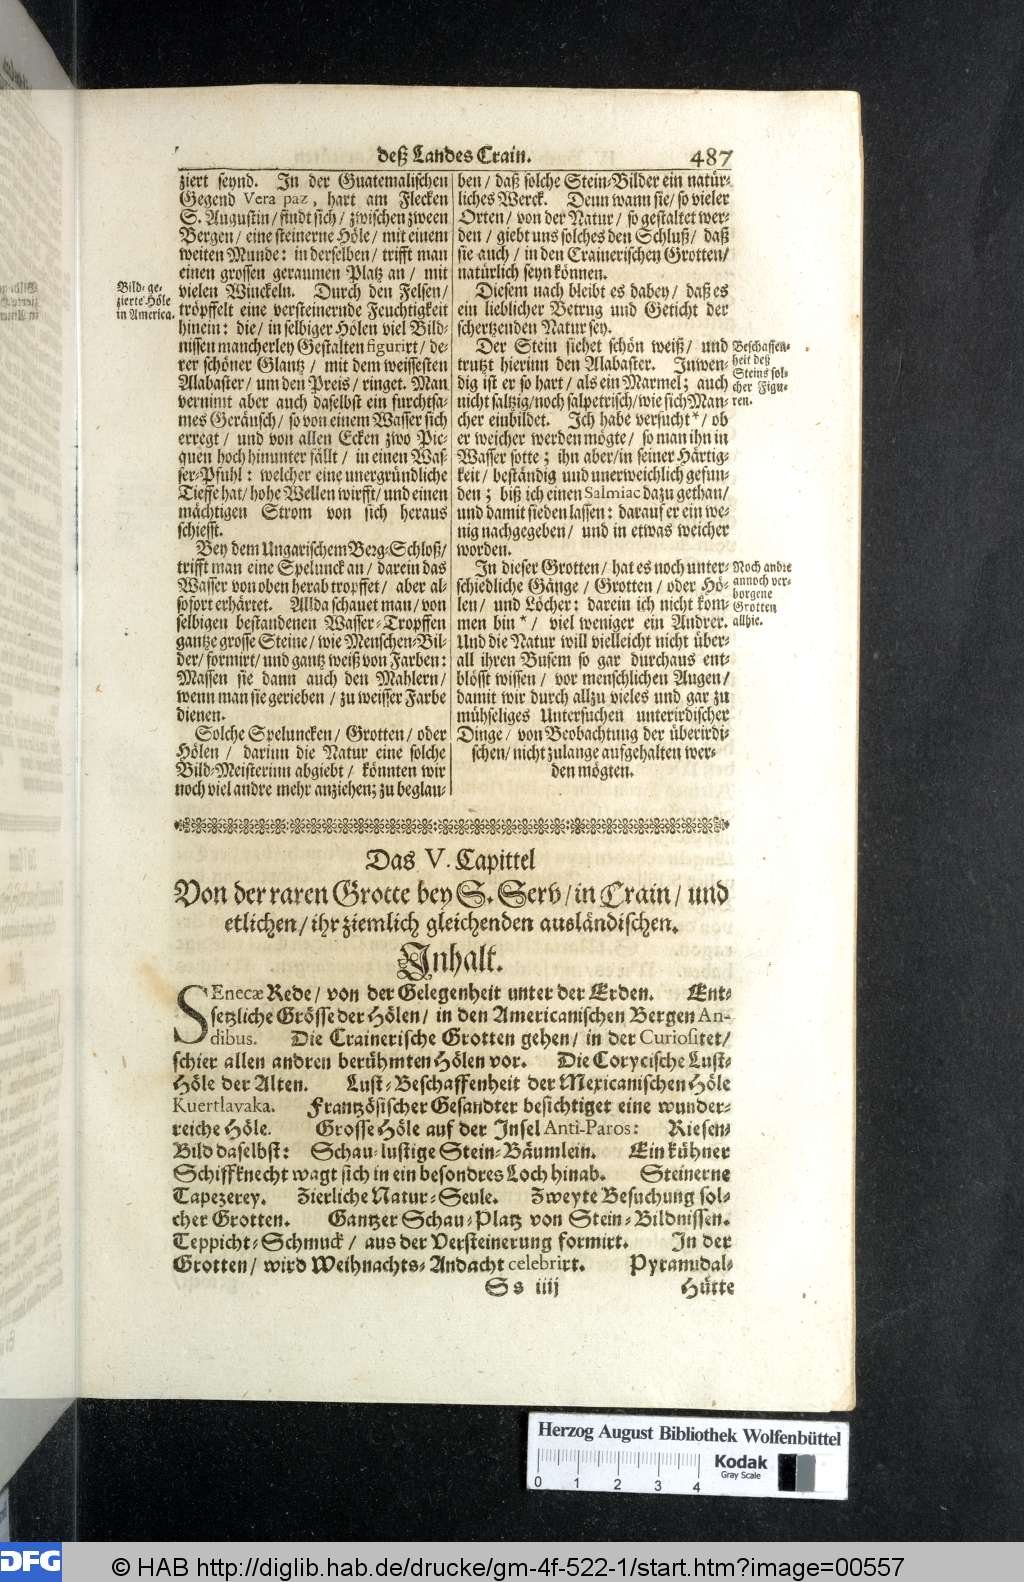 deß Landes Crain. 487
ziert seynd. In der Guatemalischen
Gegend Vera paz, hart am Flecken
S. Augustin/ findt sich/ zwischen zween
Bergen/ eine steinerne Höle/ mit einem
weiten Munde: in derselben/ trifft man
einen grossen geraumen Platz an/ mit
vielen Winckeln. Durch den Felsen/
tröpffelt eine versteinernde Feuchtigkeit
hinein: die/ in selbiger Hölen viel Bild-
nissen mancherley Gestalten figurirt/ de-
rer schöner Glantz/ mit dem weissesten
Alabaster/ um den Preis/ ringet. Man
vernimt aber auch daselbst ein furchtsa-
mes Geräusch/ so von einem Wasser sich
erregt/ und von allen Ecken zwo Pic-
quen hoch hinunter fällt/ in einen Was-
ser-Pfuhl: welcher eine unergründliche
Tieffe hat/ hohe Wellen wirfft/ und einen
mächtigen Strom von sich heraus
schiesst.
Bey dem Ungarischem Berg-Schloß/
trifft man eine Spelunck an/ darein das
Wasser von oben herab tropffet/ aber al-
sofort erhärtet. Allda schauet man/ von
selbigen bestandenen Wasser-Tropffen
gantze grosse Steine/ wie Menschen-Bil-
der/ formirt/ und gantz weiß von Farben:
Massen sie dann auch den Mahlern/
wenn man sie gerieben/ zu weisser Farbe
dienen.
Solche Speluncken/ Grotten/ oder
Hölen/ darinn die Natur eine solche
Bild-Meisterinn abgiebt/ könnten wir
noch viel andre mehr anziehen; zu beglau-
Bild-ge-
zierte Höle
in America.
ben/ daß solche Stein-Bilder ein natür-
liches Werck. Denn wann sie/ so vieler
Orten/ von der Natur/ so gestaltet wer-
den/ giebt uns solches den Schluß/ daß
sie auch/ in den Crainerischen Grotten/
natürlich seyn können.
Diesem nach bleibt es dabey/ daß es
ein lieblicher Betrug und Geticht der
schertzenden Natur sey.
Der Stein siehet schön weiß/ und
trutzt hierinn den Alabaster. Inwen-
dig ist er so hart/ als ein Marmel; auch
nicht saltzig/ noch salpetrisch/ wie sich Man-
cher einbildet. Ich habe versucht*/ ob
er weicher werden mögte/ so man ihn in
Wasser sotte; ihn aber/ in seiner Härtig-
keit/ beständig und unerweichlich gefun-
den; biß ich einen Salmiac dazu gethan/
und damit sieden lassen: darauf er ein we-
nig nachgegeben/ und in etwas weicher
worden.
In dieser Grotten/ hat es noch unter-
schiedliche Gänge/ Grotten/ oder Hö-
len/ und Löcher: darein ich nicht kom-
men bin*/ viel weniger ein Andrer.
Und die Natur will vielleicht nicht über-
all ihren Busem so gar durchaus ent-
blösst wissen/ vor menschlichen Augen/
damit wir durch allzu vieles und gar zu
mühseliges Untersuchen unterirdischer
Dinge/ von Beobachtung der überirdi-
schen/ nicht zulange aufgehalten wer-
den mögten.
Beschaffen-
heit deß
Steins sol-
cher Figu-
ren.
Noch andre
annoch ver-
borgene
Grotten
allhie.
Das V. Capittel
Von der raren Grotte bey S. Serv/ in Crain/ und
etlichen/ ihr ziemlich gleichenden ausländischen.
Inhalt.
SEnecæ Rede/ von der Gelegenheit unter der Erden. Ent-
setzliche Grösse der Hölen/ in den Americanischen Bergen An-
dibus. Die Crainerische Grotten gehen/ in der Curiositet/
schier allen andren berühmten Hölen vor. Die Corycische Lust-
Höle der Alten. Lust-Beschaffenheit der Mexicanischen Höle
Kuertlavaka. Frantzösischer Gesandter besichtiget eine wunder-
reiche Höle. Grosse Höle auf der Insel Anti-Paros: Riesen-
Bild daselbst: Schau-lustige Stein-Bäumlein. Ein kühner
Schiffknecht wagt sich in ein besondres Loch hinab. Steinerne
Tapezerey. Zierliche Natur-Seule. Zweyte Besuchung sol-
cher Grotten. Gantzer Schau-Platz von Stein-Bildnissen.
Teppicht-Schmuck/ aus der Versteinerung formirt. In der
Grotten/ wird Weihnachts-Andacht celebrirt. Pyramidal-
Ss iiij Hütte
Herzog August Bibliothek Wolfenbüttel
Kodak
Gray Scale
0 1 2 3 4
DFG © HAB http://diglib.hab.de/drucke/gm-4f-522-1/start.htm?image=00557